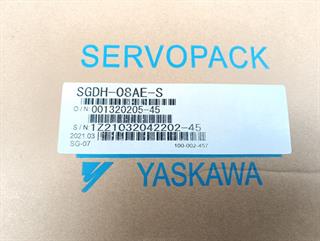 SERVOPACK
SGDH-08AE-S
O/N 001320205-45
S/N 1Z21032042202-45
2021.03
SG-07 100-002-457
YASKAWA